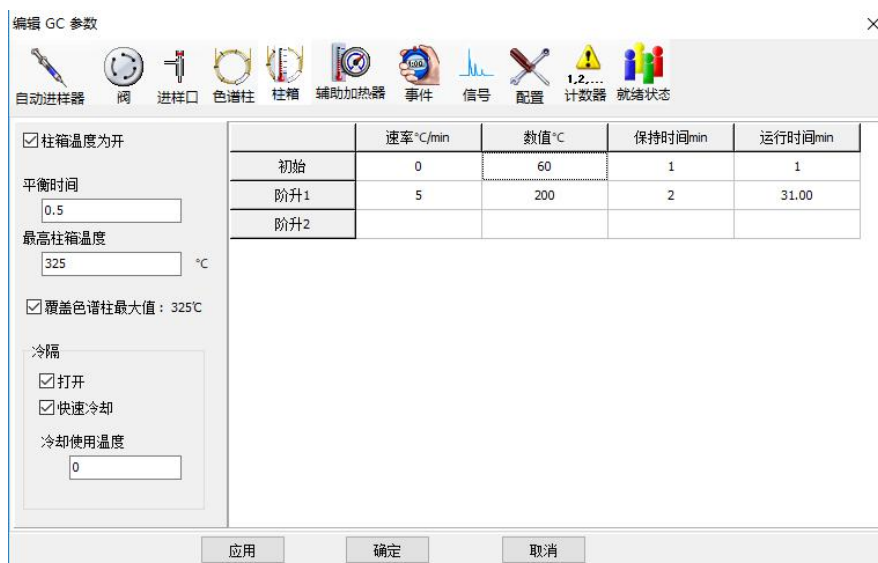 编辑 GC 参数
自动进样器 阀 进样口 色谱柱 柱箱 辅助加热器 事件 信号 配置 1,2,... 计数器 就绪状态
柱箱温度为开
平衡时间
0.5
最高柱箱温度
325 °C
覆盖色谱柱最大值：325℃
冷隔
打开
快速冷却
冷却使用温度
0
速率°C/min 数值°C 保持时间min 运行时间min
初始 0 60 1 1
阶升1 5 200 2 31.00
阶升2
应用 确定 取消